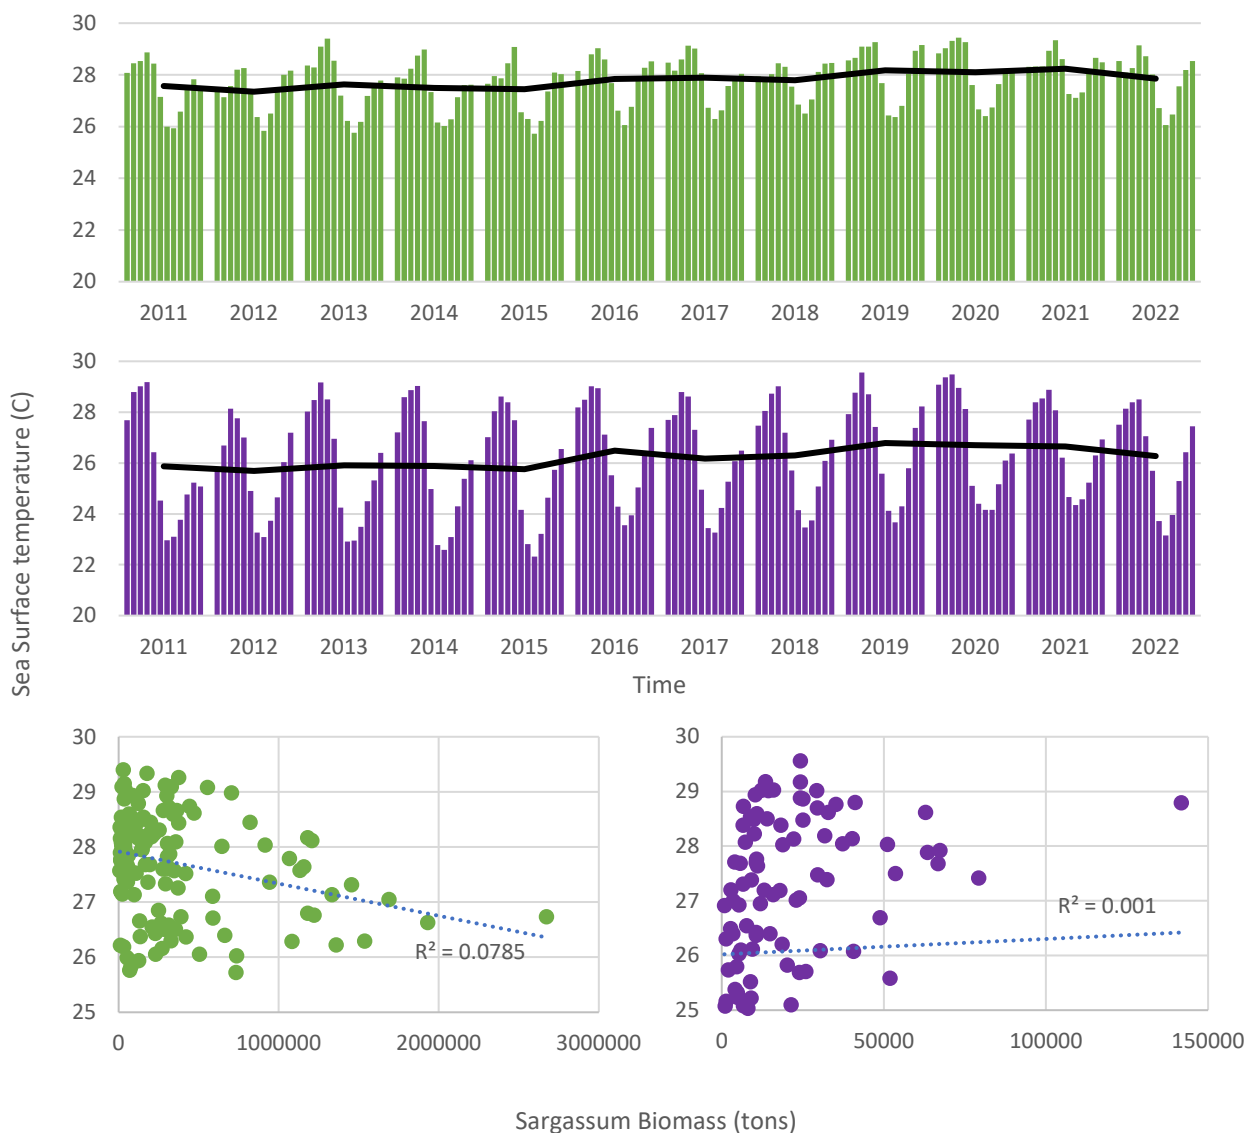 30
28
26
24
22
20
2011 2012 2013 2014 2015 2016 2017 2018 2019 2020 2021 2022
30
28
26
24
22
20
2011 2012 2013 2014 2015 2016 2017 2018 2019 2020 2021 2022
Time
Sea Surface temperature (C)
30
29
28
27
26
25
R² = 0.0785
0 1000000 2000000 3000000
30
29
28
27
26
25
R² = 0.001
0 50000 100000 150000
Sargassum Biomass (tons)